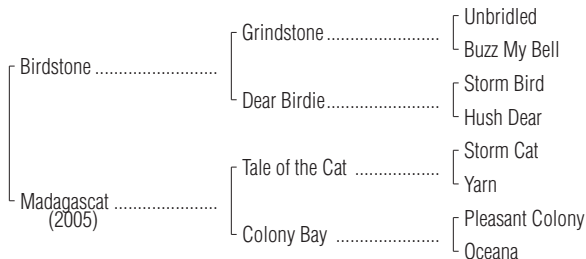 Unbridled
Grindstone ........................
Buzz My Bell
Birdstone ..........................
Storm Bird
Dear Birdie ........................
Hush Dear
Storm Cat
Tale of the Cat ..................
Yarn
Madagascat ......................
(2005)
Pleasant Colony
Colony Bay ......................
Oceana